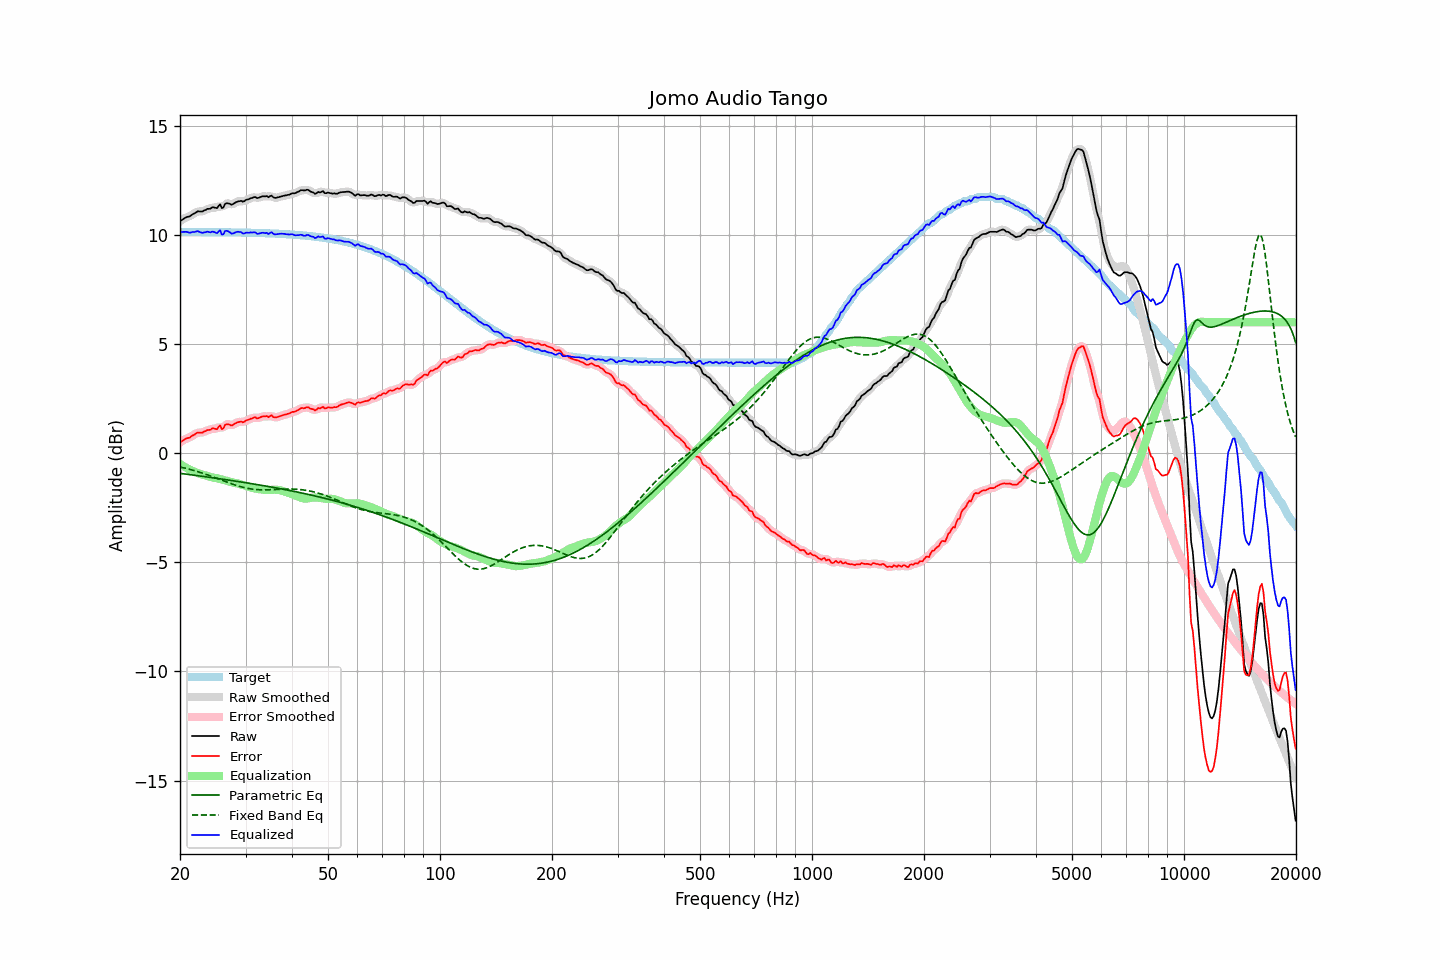 Jomo Audio Tango
15
10
5
0
−5
−10
−15
Amplitude (dBr)
Target
Raw Smoothed
Error Smoothed
Raw
Error
Equalization
Parametric Eq
Fixed Band Eq
Equalized
20 50 100 200 500 1000 2000 5000 10000 20000
Frequency (Hz)